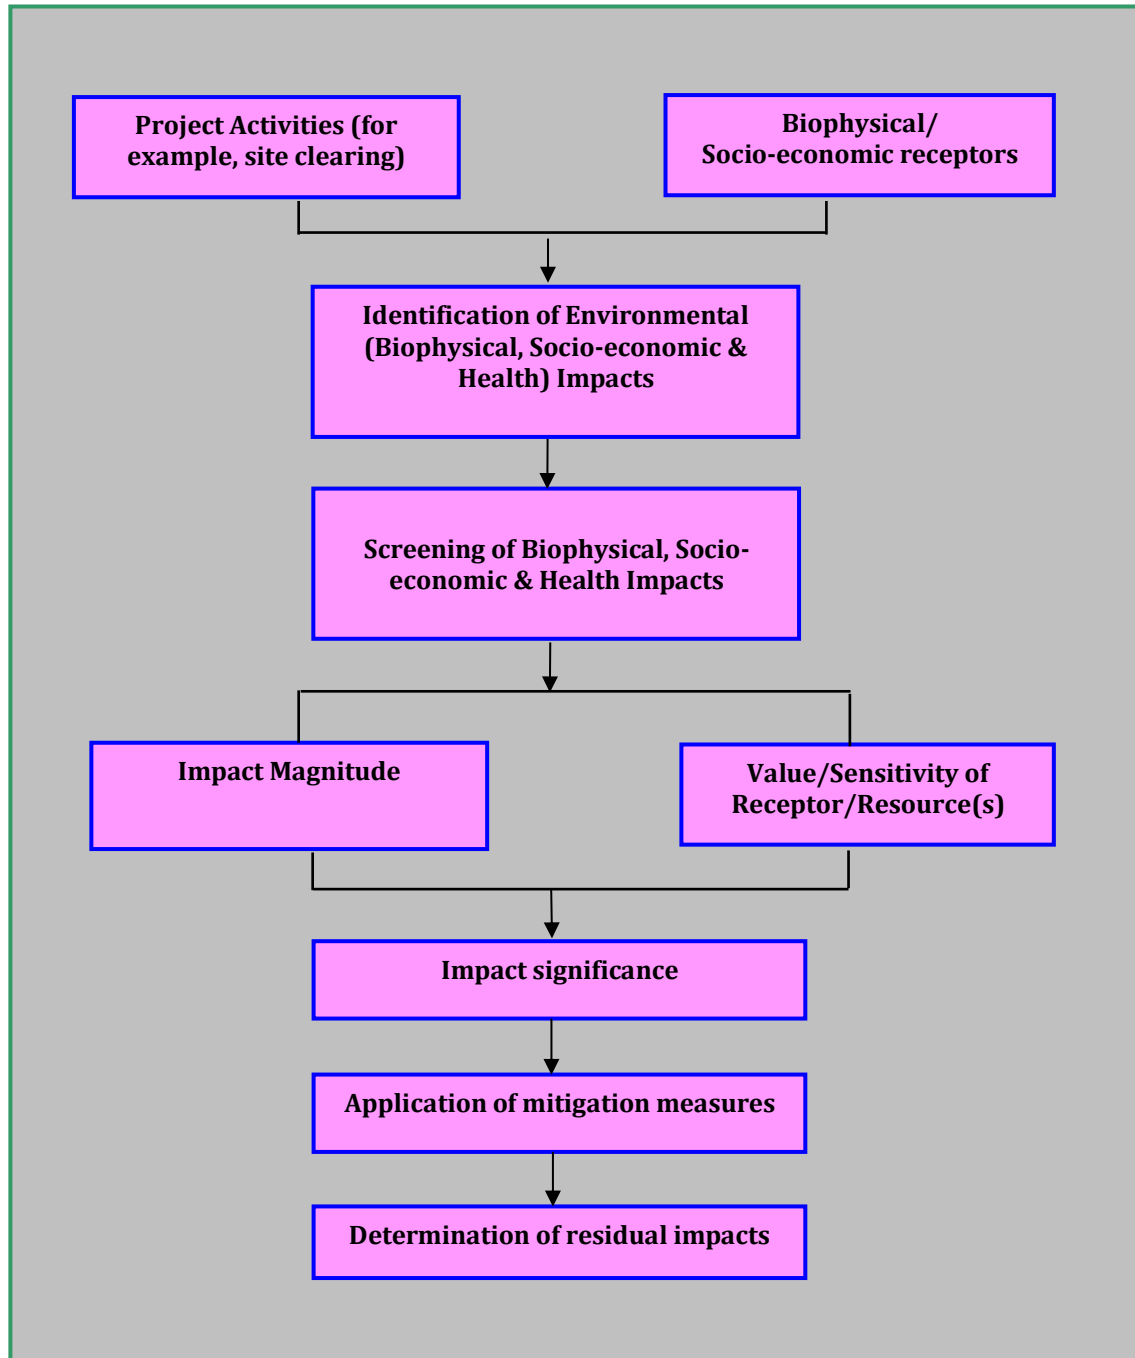 Project Activities (for
example, site clearing)
Biophysical/
Socio-economic receptors
Identification of Environmental
(Biophysical, Socio-economic &
Health) Impacts
Screening of Biophysical, Socio-
economic & Health Impacts
Impact Magnitude
Value/Sensitivity of
Receptor/Resource(s)
Impact significance
Application of mitigation measures
Determination of residual impacts